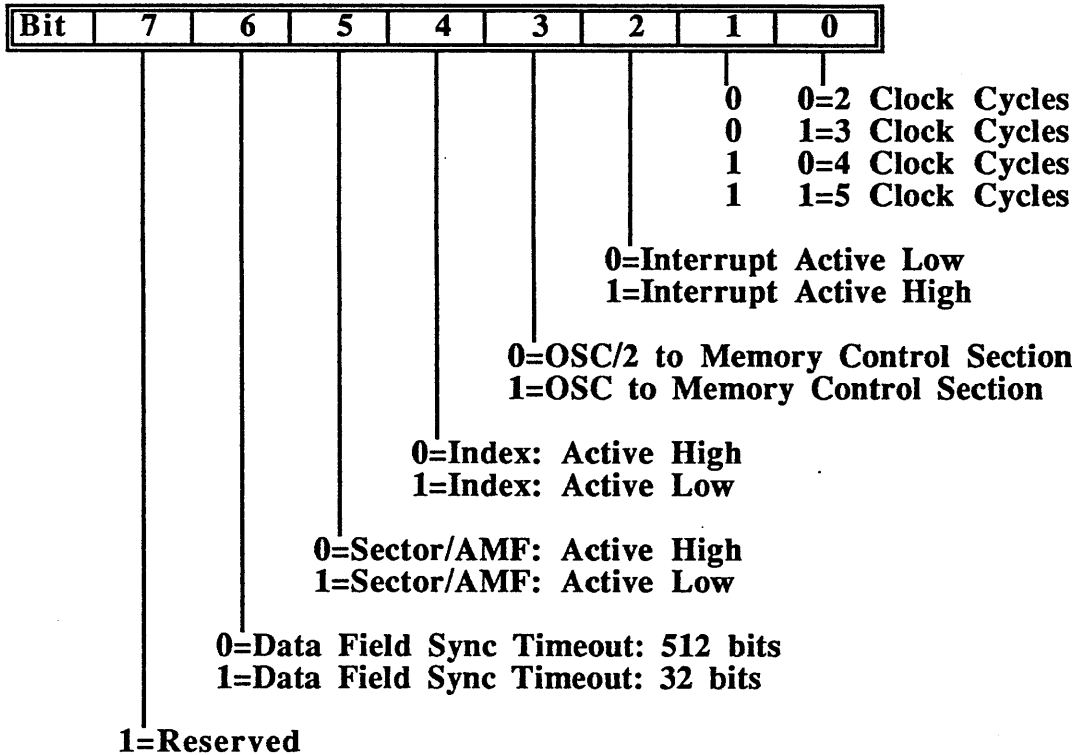 Bit 7 6 5 4 3 2 1 0
0 0=2 Clock Cycles
0 1=3 Clock Cycles
1 0=4 Clock Cycles
1 1=5 Clock Cycles
0=Interrupt Active Low
1=Interrupt Active High
0=OSC/2 to Memory Control Section
1=OSC to Memory Control Section
0=Index: Active High
1=Index: Active Low
0=Sector/AMF: Active High
1=Sector/AMF: Active Low
0=Data Field Sync Timeout: 512 bits
1=Data Field Sync Timeout: 32 bits
1=Reserved